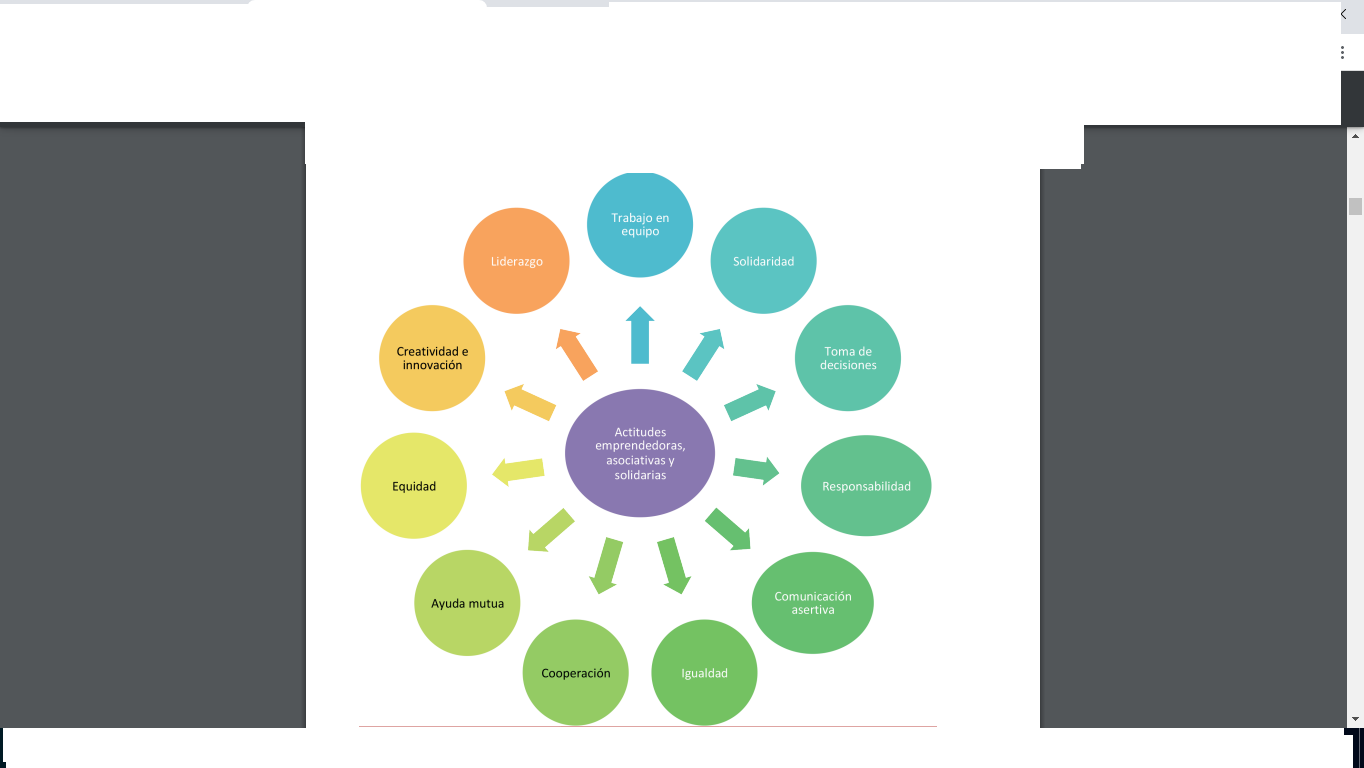 Trabajo en
equipo
Liderazgo
Solidaridad
Creatividad e
innovación
Toma de
decisiones
Actitudes
emprendedoras,
asociativas y
solidarias
Equidad
Responsabilidad
Ayuda mutua
Comunicación
asertiva
Cooperación
Igualdad